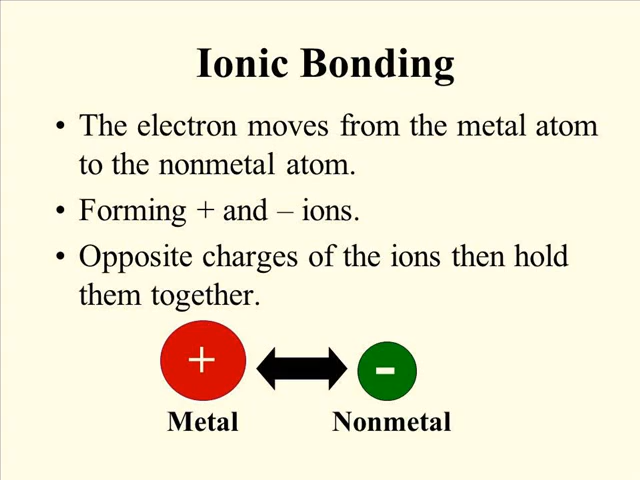 Ionic Bonding
• The electron moves from the metal atom
to the nonmetal atom.
• Forming + and – ions.
• Opposite charges of the ions then hold
them together.
+ -
Metal Nonmetal